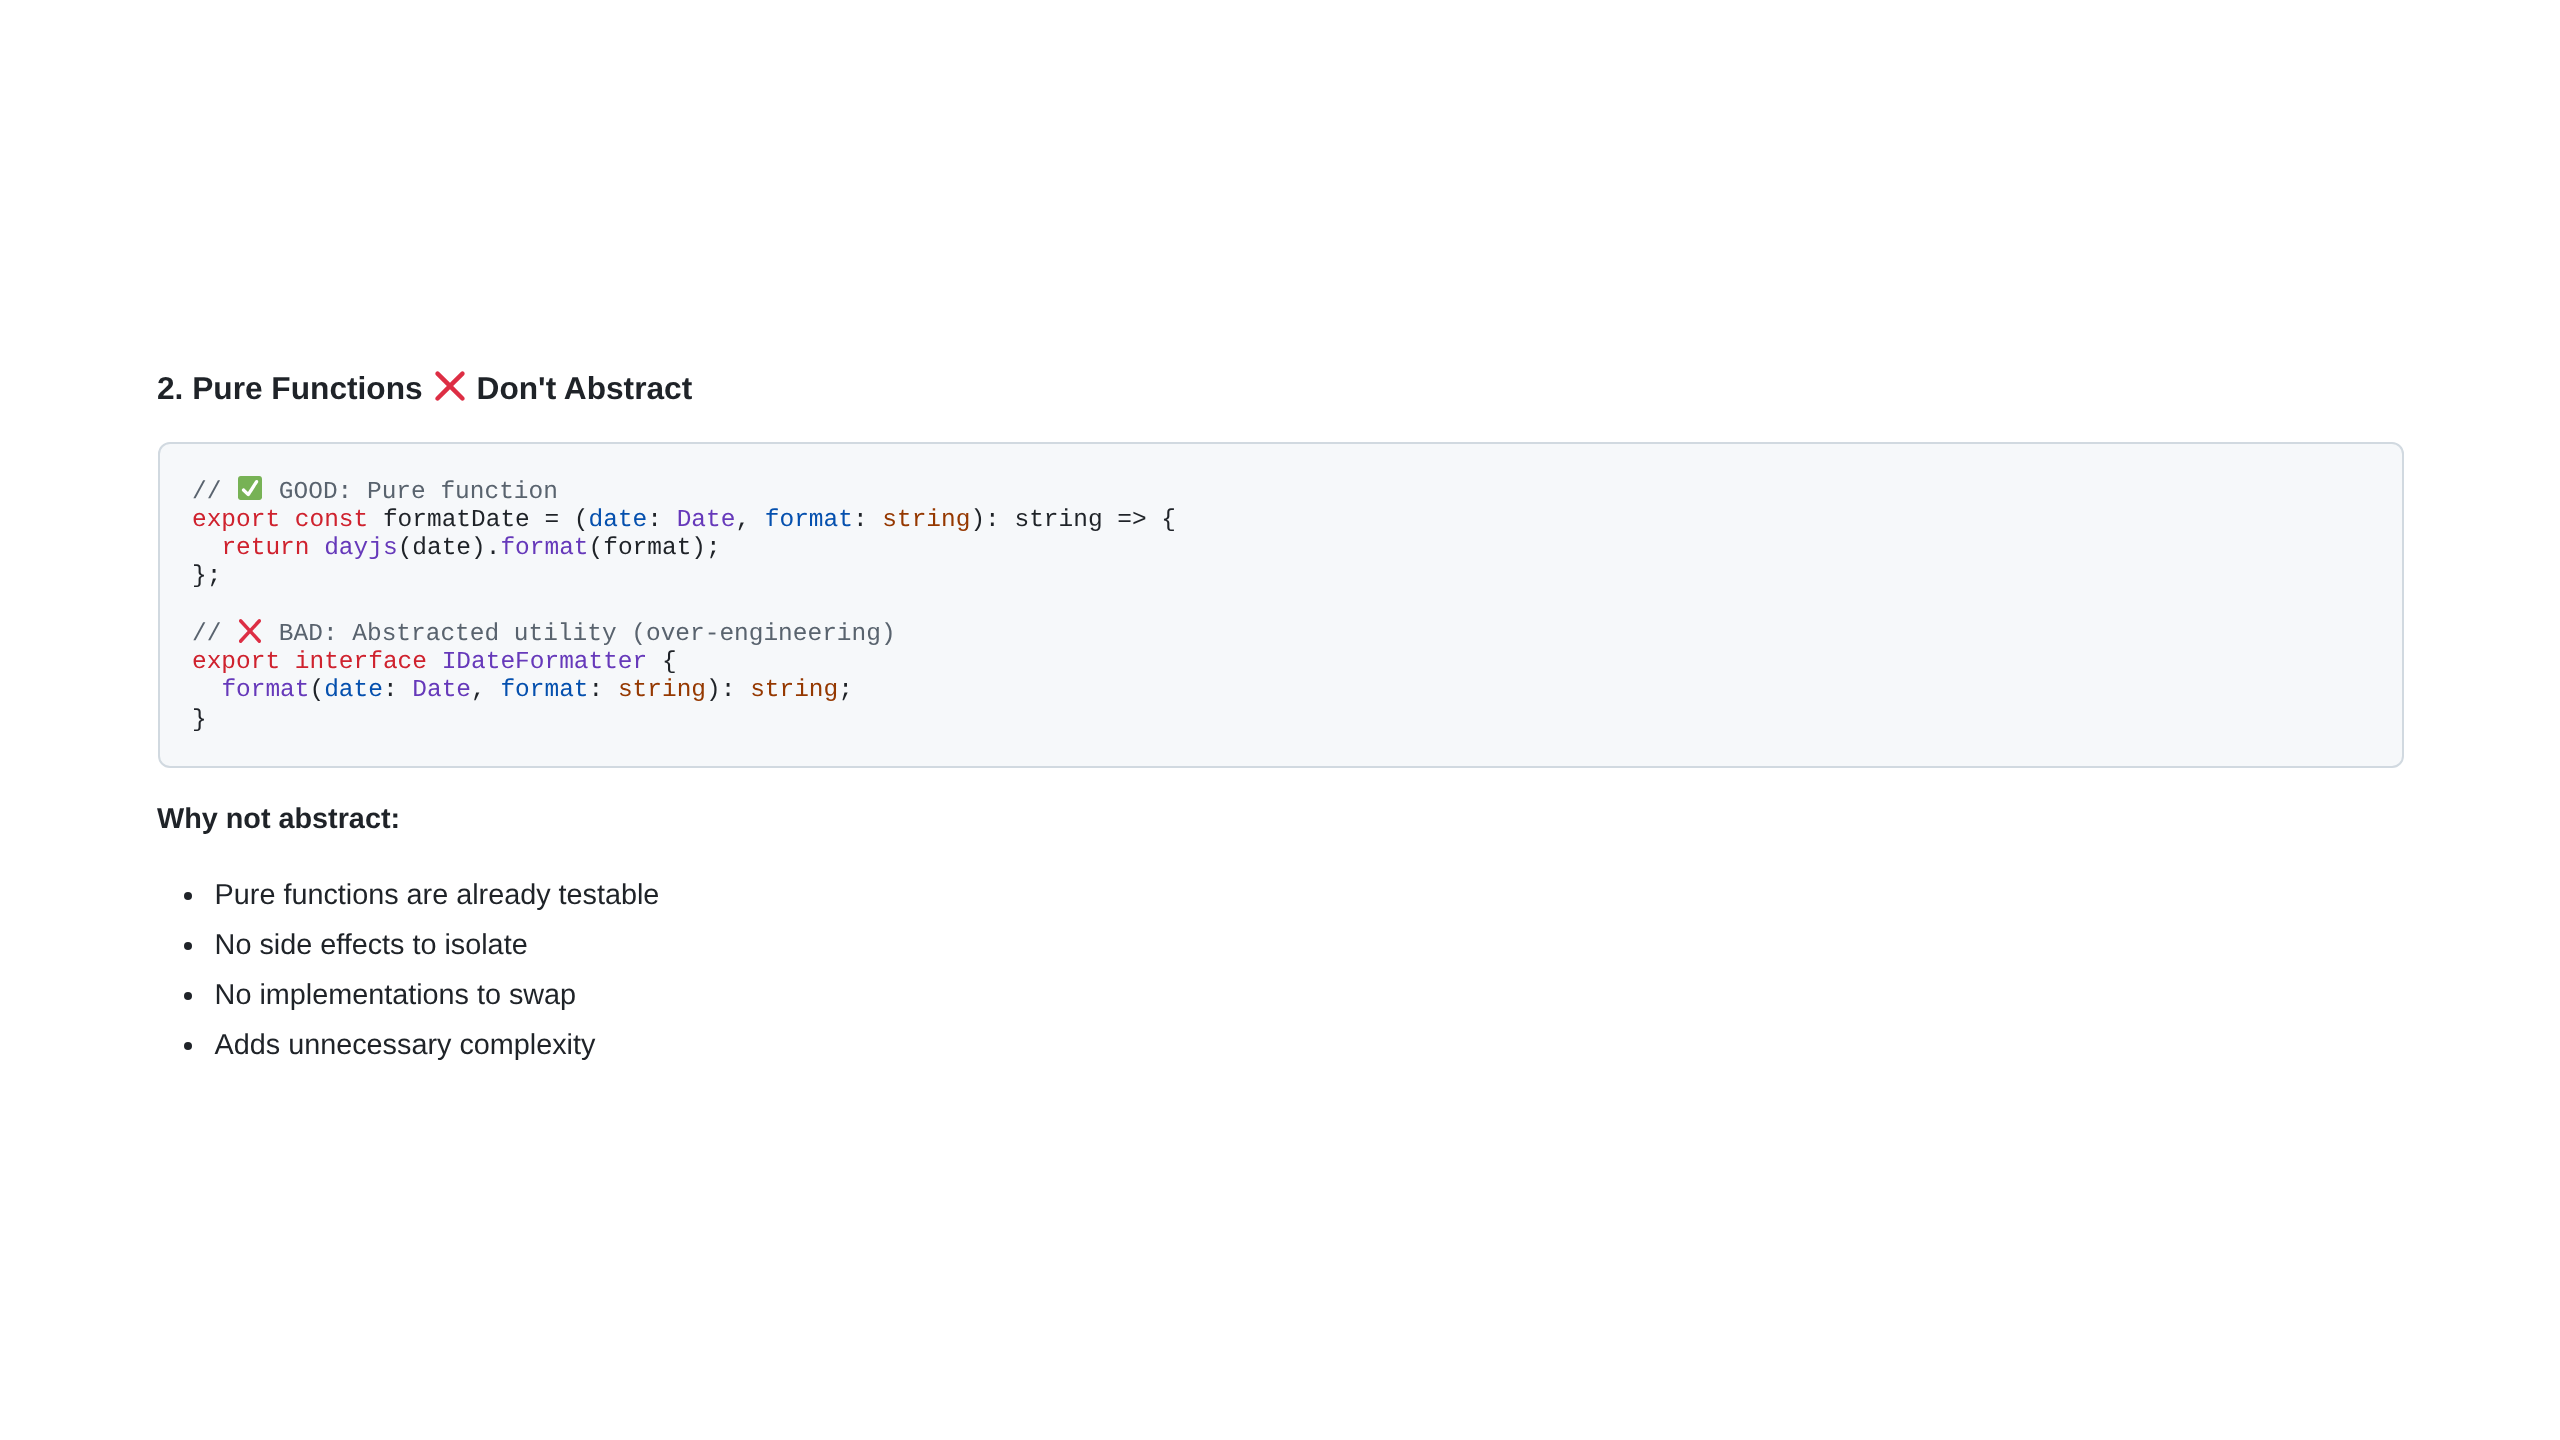 2. Pure Functions ❌ Don't Abstract
// ✅ GOOD: Pure function
export const formatDate = (date: Date, format: string): string => {
  return dayjs(date).format(format);
};
// ❌ BAD: Abstracted utility (over-engineering)
export interface IDateFormatter {
  format(date: Date, format: string): string;
}
Why not abstract:
• Pure functions are already testable
• No side effects to isolate
• No implementations to swap
• Adds unnecessary complexity